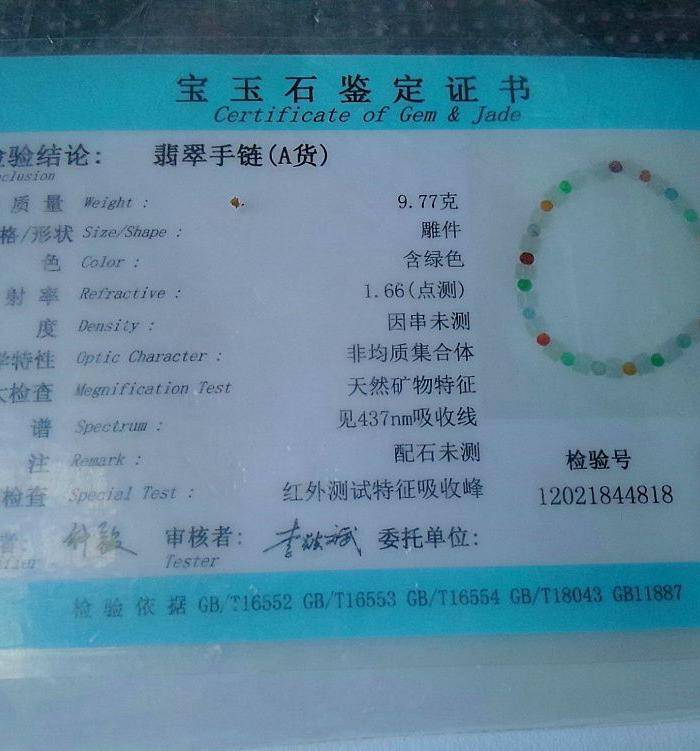 宝玉石鉴定证书
Certificate of Gem & Jade
检验结论: 翡翠手链(A货)
clusion
质量 Weight : 9.77克
格/形状 Size/Shape : 雕件
色 Color : 含绿色
射率 Refractive : 1.66(点测)
度 Density : 因串未测
学特性 Optic Character : 非均质集合体
大检查 Megnification Test 天然矿物特征
谱 Spectrum : 见437nm吸收线
注 Remark : 配石未测
检查 Special Test : 红外测试特征吸收峰
检验号
12021844818
者: 审核者: 委托单位:
Tester
检验依据 GB/T16552 GB/T16553 GB/T16554 GB/T18043 GB11887